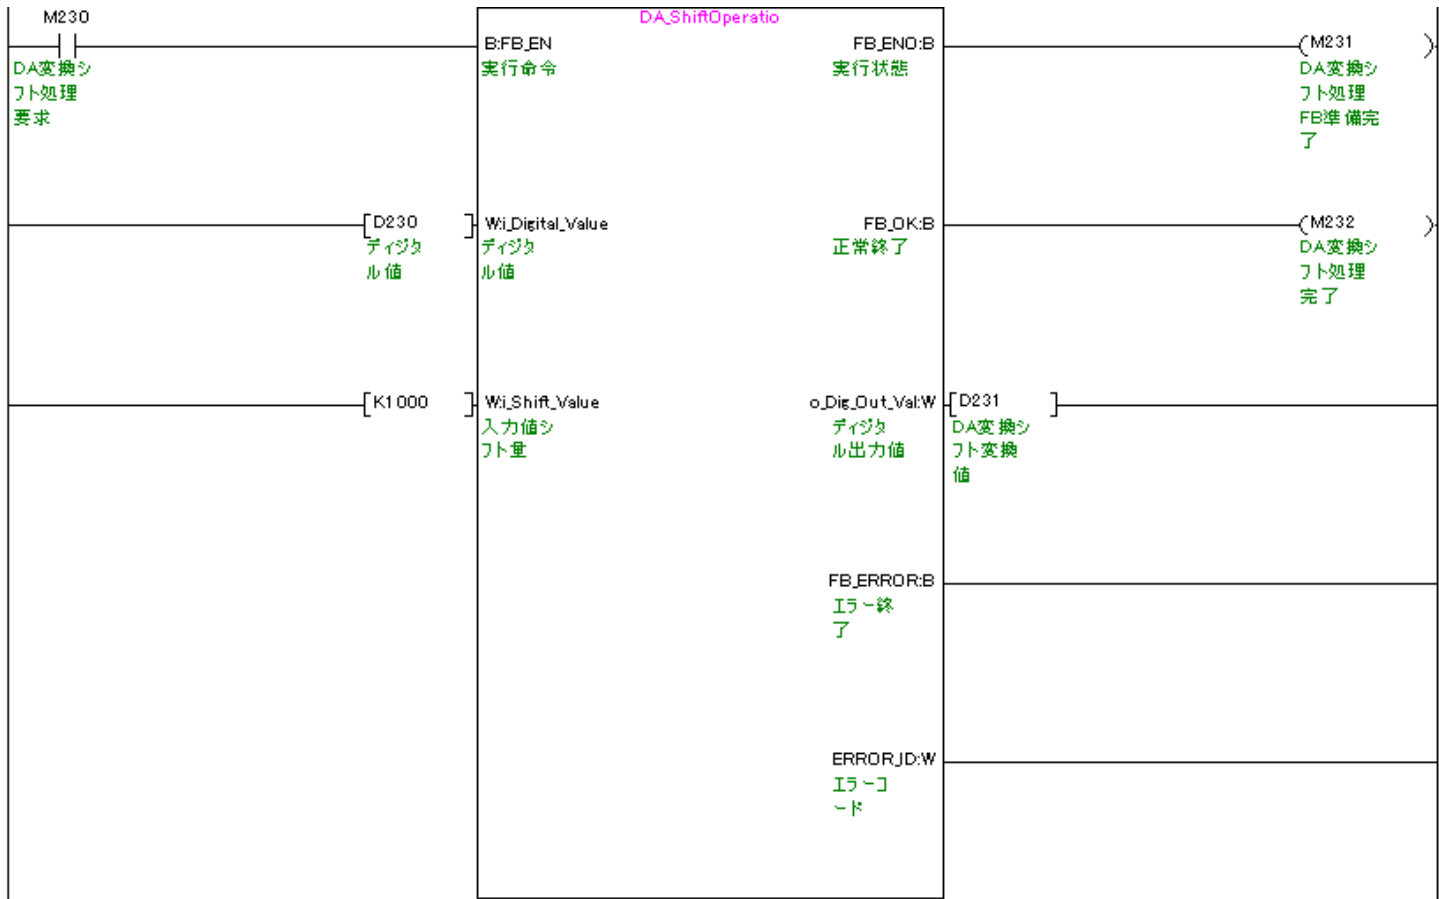 M230
DA変換シ
フト処理
要求
DA_ShiftOperatio
B:FB_EN
実行命令
FB_ENO:B
実行状態
M231
DA変換シ
フト処理
FB準備完
了
D230
ディジタ
ル値
W:i_Digital_Value
ディジタ
ル値
FB_OK:B
正常終了
M232
DA変換シ
フト処理
完了
K1000
W:i_Shift_Value
入力値シ
フト量
o_Dig_Out_Val:W
ディジタ
ル出力値
D231
DA変換シ
フト変換
値
FB_ERROR:B
エラー終
了
ERROR_ID:W
エラーコ
ード